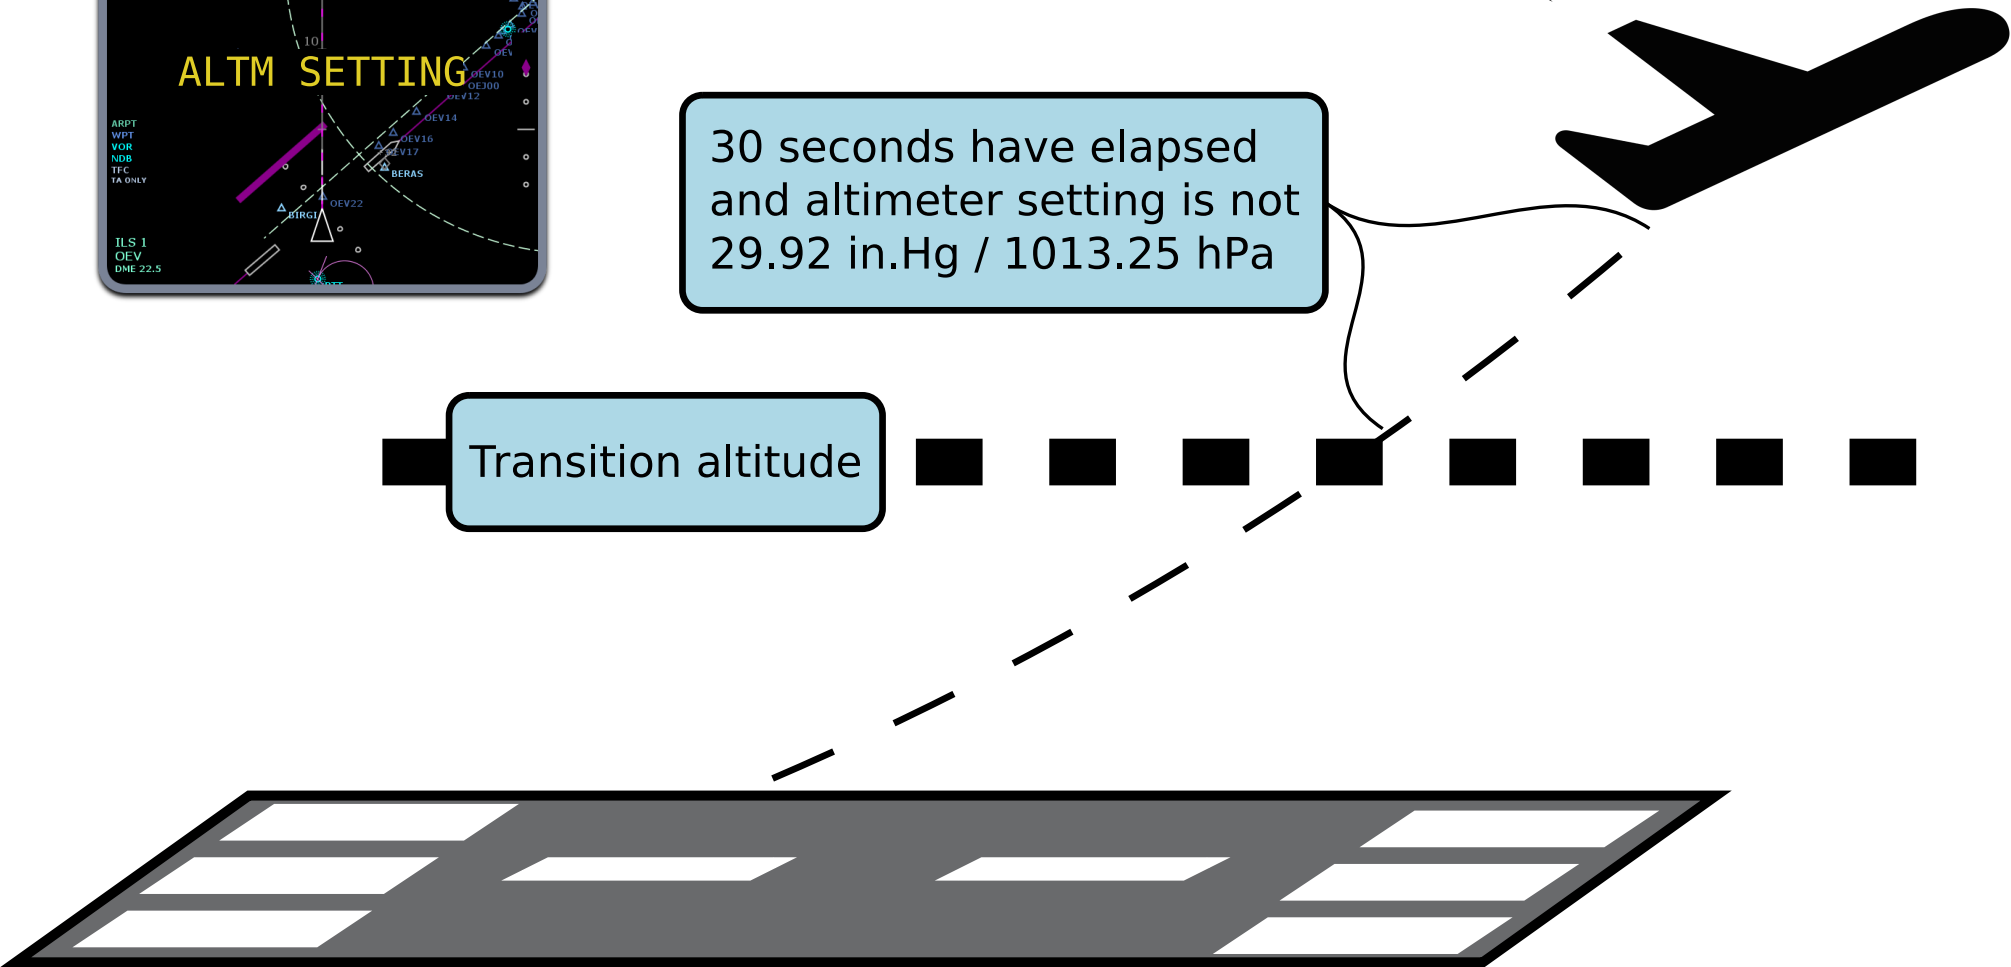 10
ALTM SETTING
OEV10
OEJ00
OEV12
OEV14
OEV16
BERAS
OEV22
BIRGI
ARPT
WPT
VOR
NDB
TFC
TA ONLY
ILS 1
OEV
DME 22.5
30 seconds have elapsed
and altimeter setting is not
29.92 in.Hg / 1013.25 hPa
Transition altitude